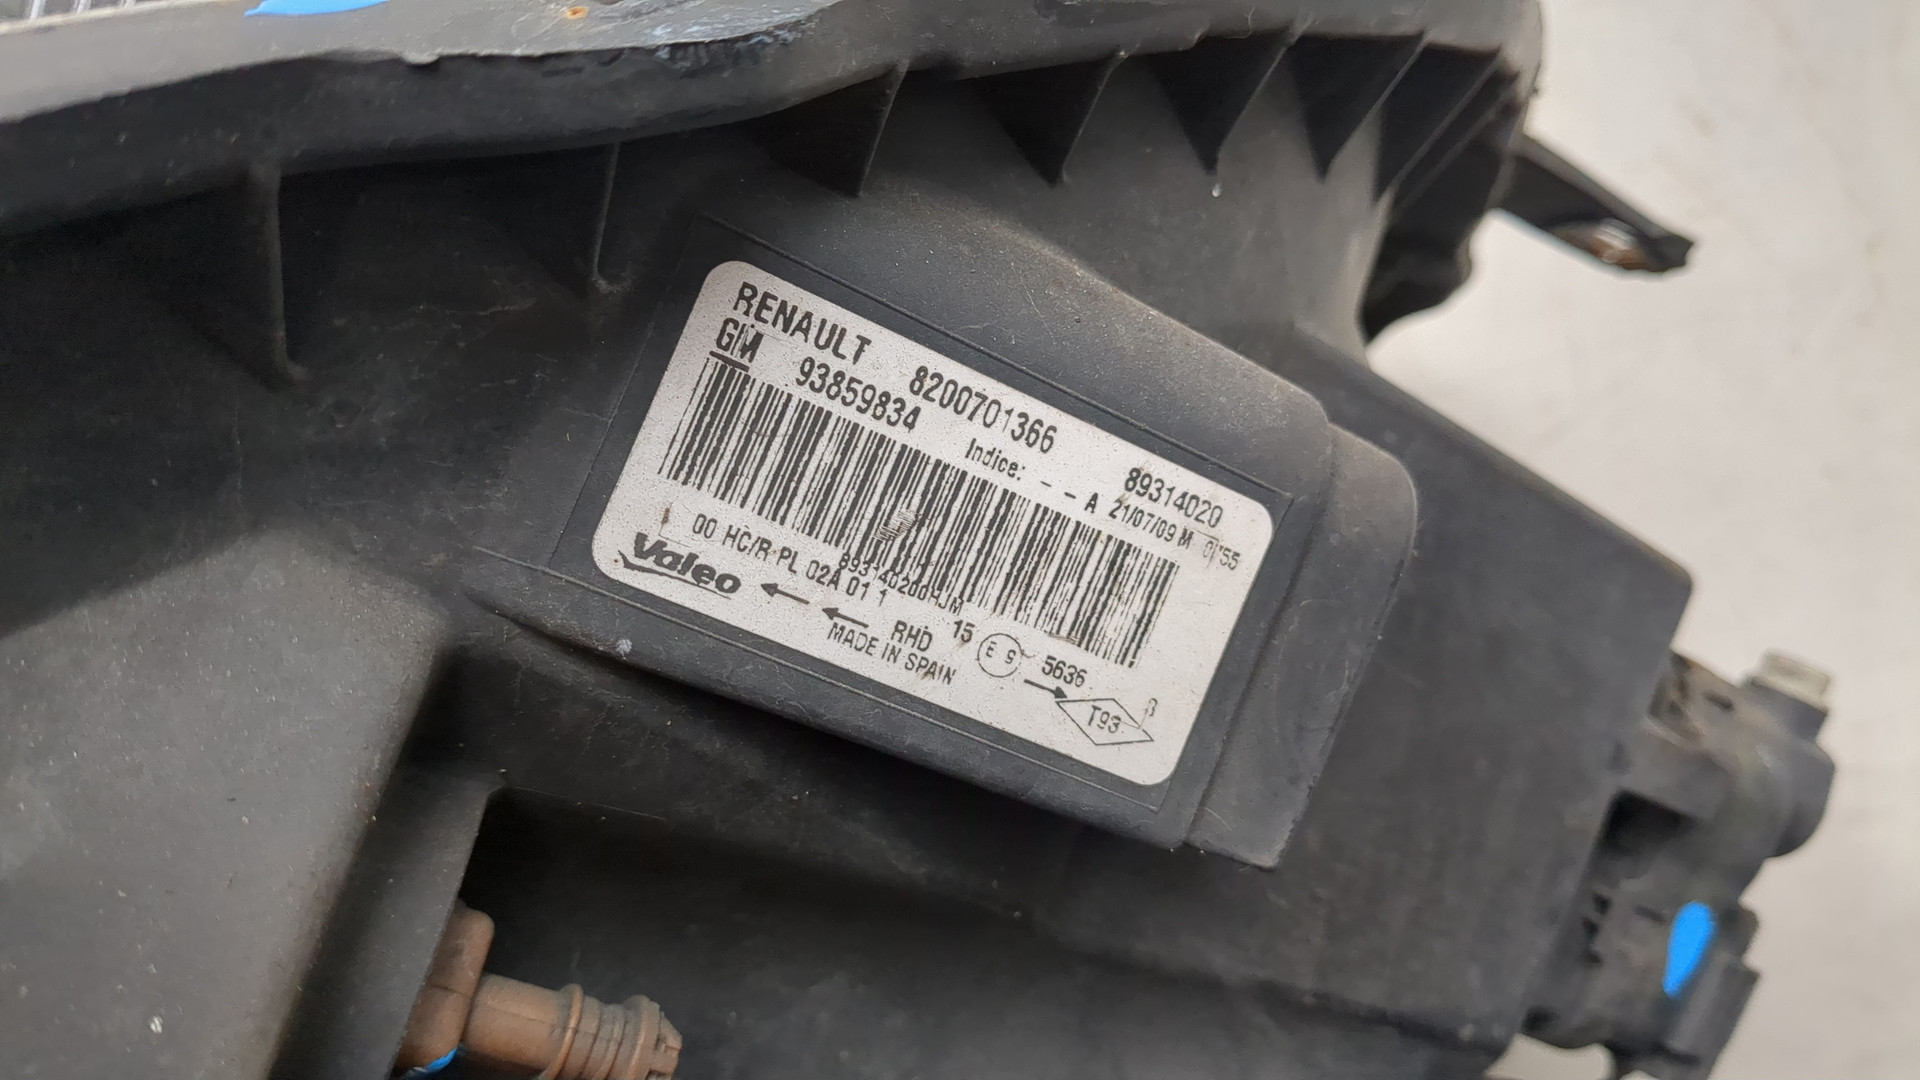 RENAULT 8200701366 89314020
GM 93859834 Indice: _ _ A 21/07/09 M
893140200HJM
00 HC/R PL 02A 01 1
Valeo ← ← RHD 15 E 9 5636
MADE IN SPAIN → T93